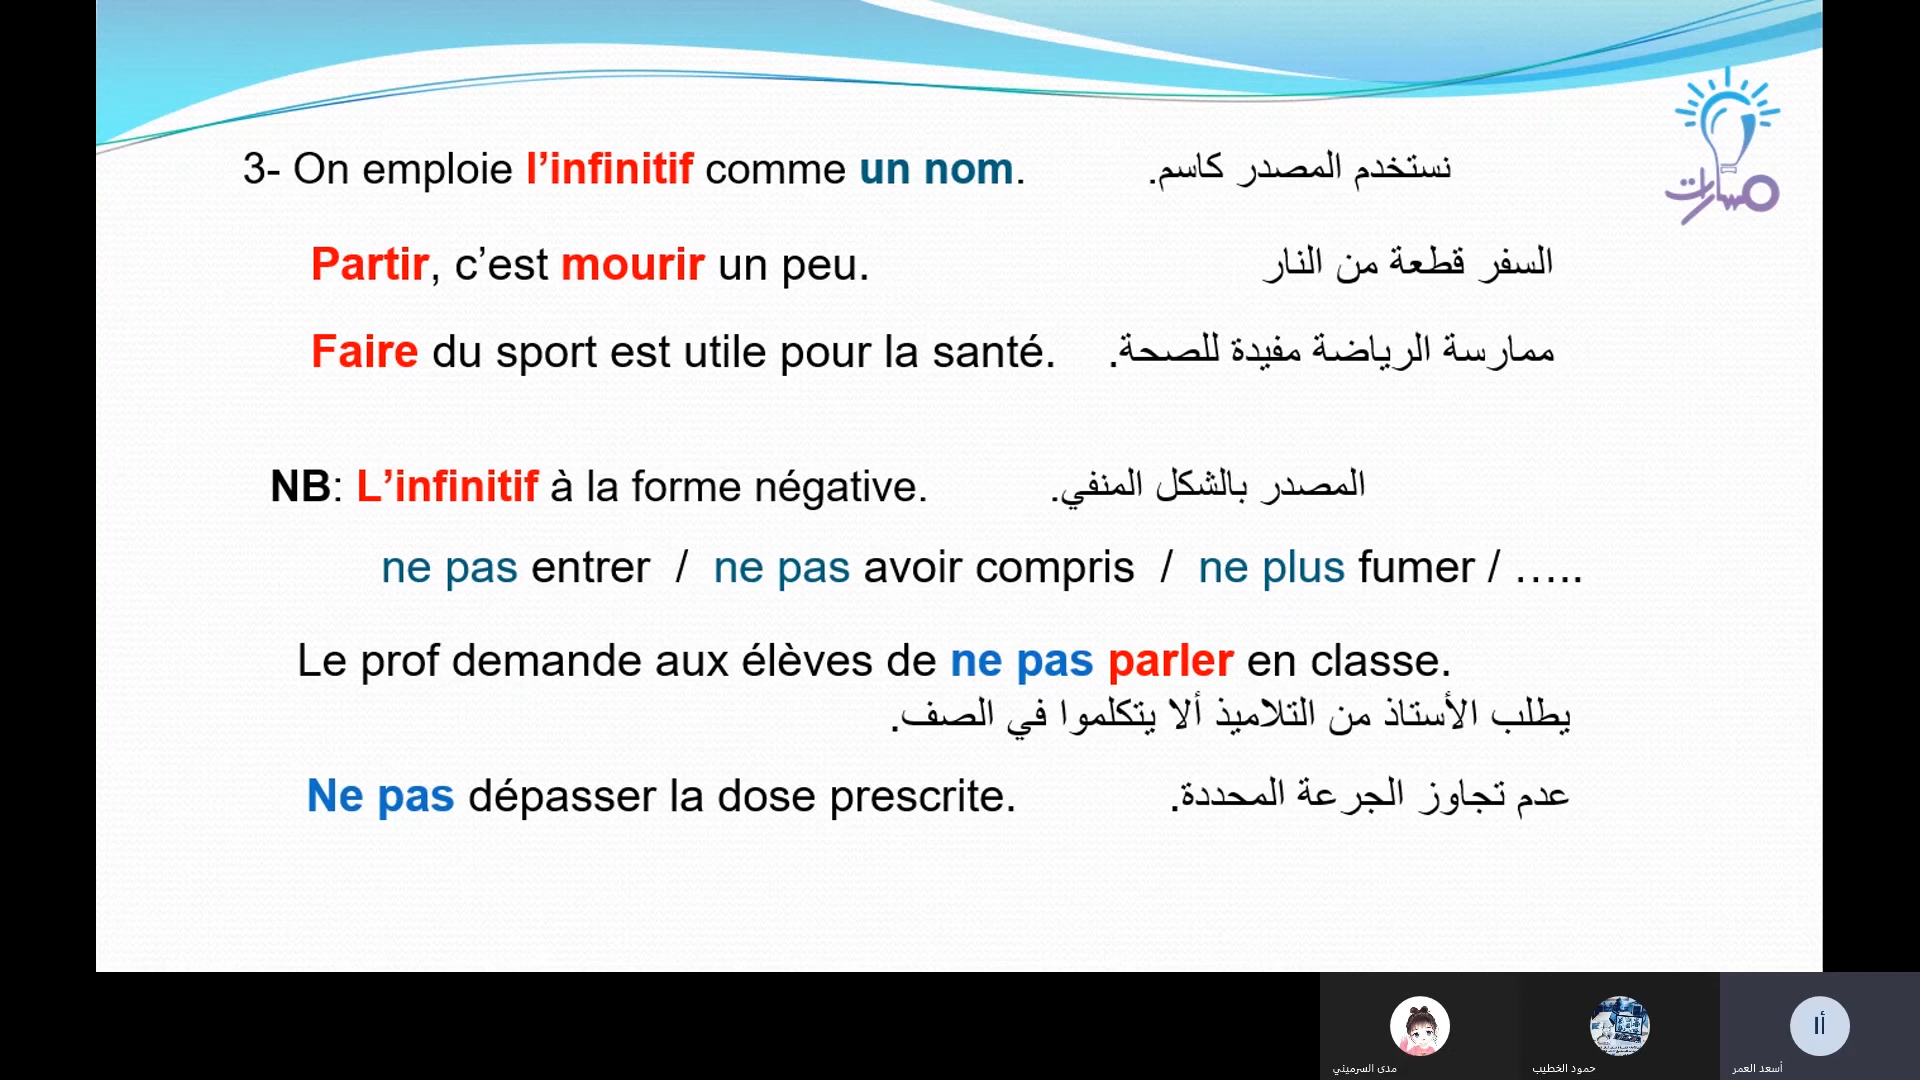 3- On emploie l’infinitif comme un nom. نستخدم المصدر كاسم.
مسارات
Partir, c’est mourir un peu. السفر قطعة من النار
Faire du sport est utile pour la santé. ممارسة الرياضة مفيدة للصحة.
NB: L’infinitif à la forme négative. المصدر بالشكل المنفي.
ne pas entrer / ne pas avoir compris / ne plus fumer / …..
Le prof demande aux élèves de ne pas parler en classe.
يطلب الأستاذ من التلاميذ ألا يتكلموا في الصف.
Ne pas dépasser la dose prescrite. عدم تجاوز الجرعة المحددة.
أا
مدى السرميني
حمود الخطيب
أسعد العمر